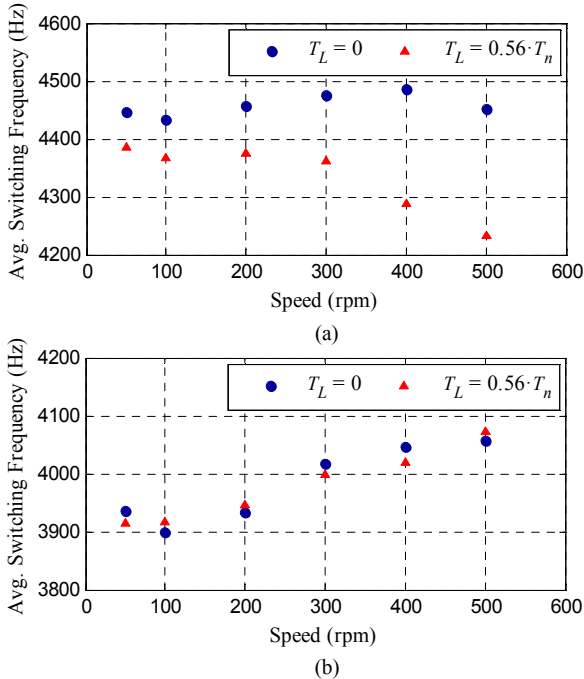 4600
T_L = 0 T_L = 0.56·T_n
4500
4400
4300
4200
Avg. Switching Frequency (Hz)
0 100 200 300 400 500 600
Speed (rpm)
(a)
4200
T_L = 0 T_L = 0.56·T_n
4100
4000
3900
3800
Avg. Switching Frequency (Hz)
0 100 200 300 400 500 600
Speed (rpm)
(b)